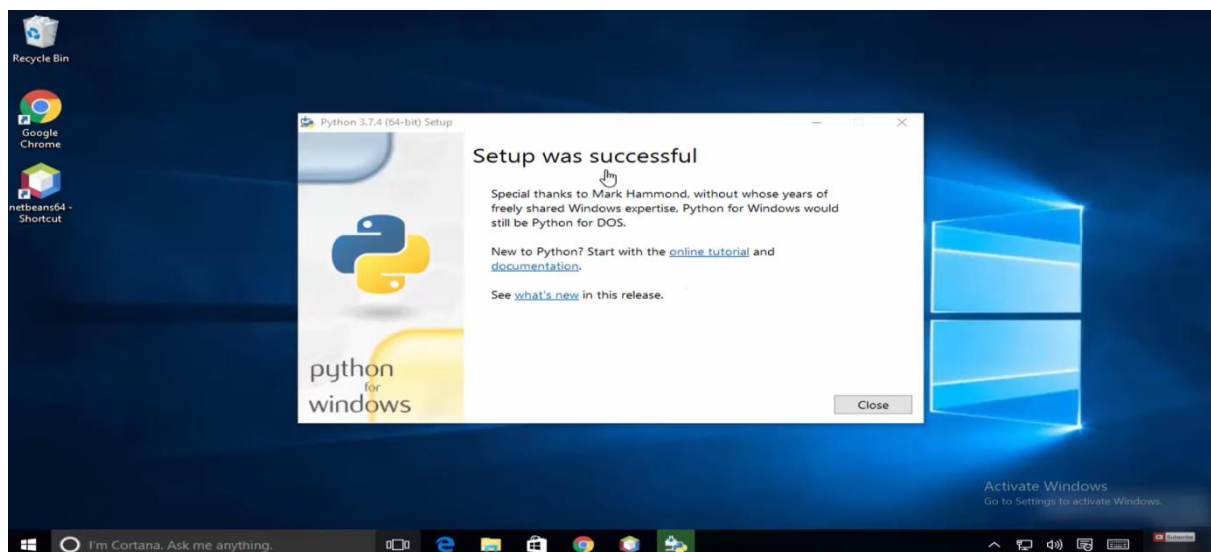 Recycle Bin
Google
Chrome
netbeans64 -
Shortcut
Python 3.7.4 (64-bit) Setup
Setup was successful
Special thanks to Mark Hammond, without whose years of
freely shared Windows expertise, Python for Windows would
still be Python for DOS.
New to Python? Start with the online tutorial and
documentation.
See what's new in this release.
python
for
windows
Close
Activate Windows
Go to Settings to activate Windows.
I'm Cortana. Ask me anything.
Subscribe